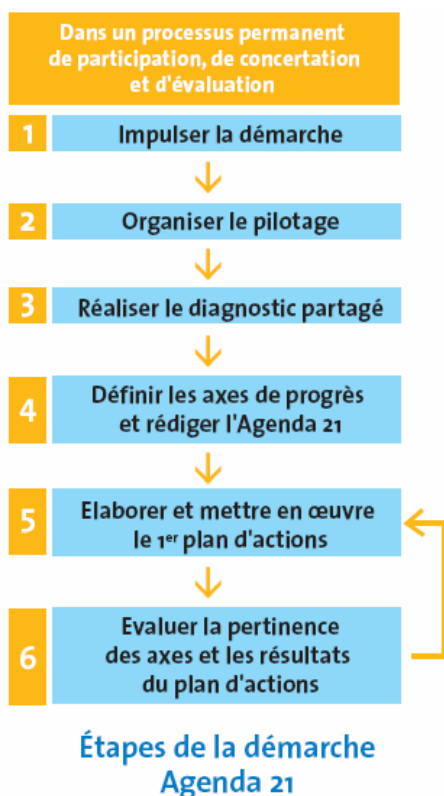 Dans un processus permanent
de participation, de concertation
et d'évaluation
1 Impulser la démarche
2 Organiser le pilotage
3 Réaliser le diagnostic partagé
4 Définir les axes de progrès
et rédiger l'Agenda 21
5 Elaborer et mettre en œuvre
le 1er plan d'actions
6 Evaluer la pertinence
des axes et les résultats
du plan d'actions
Étapes de la démarche
Agenda 21